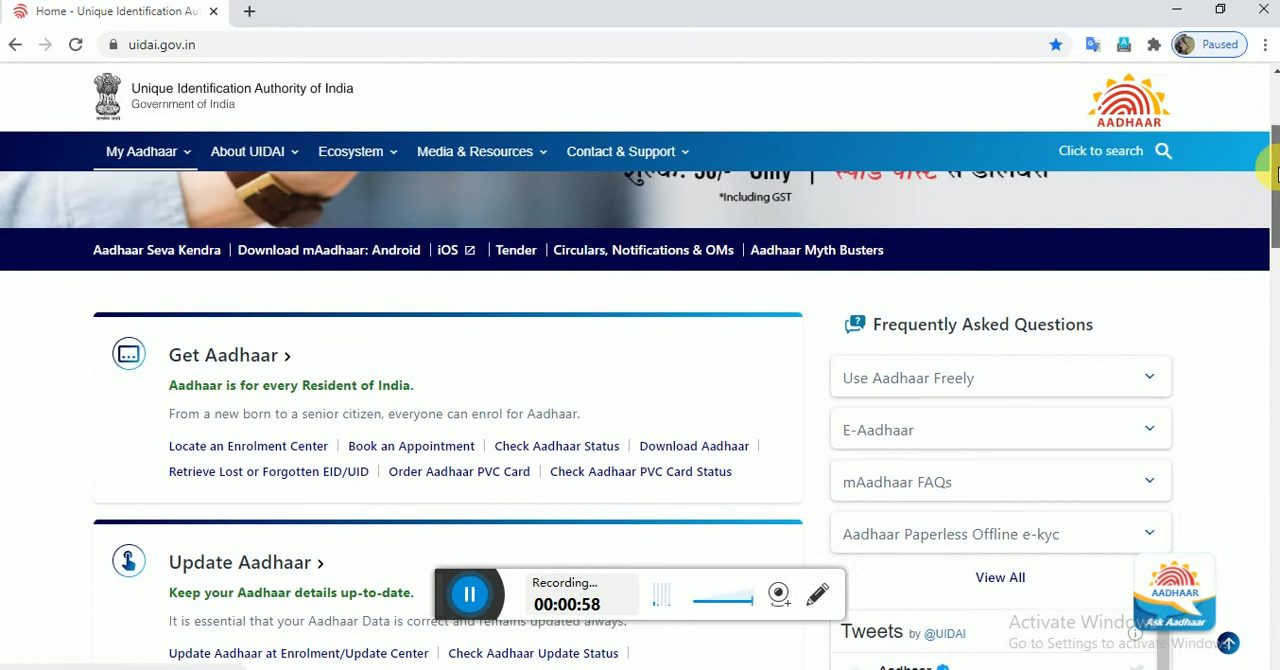 Home - Unique Identification Au
uidai.gov.in
Paused
Unique Identification Authority of India
Government of India
AADHAAR
My Aadhaar
About UIDAI
Ecosystem
Media & Resources
Contact & Support
Click to search
*Including GST
Aadhaar Seva Kendra | Download mAadhaar: Android | iOS | Tender | Circulars, Notifications & OMs | Aadhaar Myth Busters
Get Aadhaar
Aadhaar is for every Resident of India.
From a new born to a senior citizen, everyone can enrol for Aadhaar.
Locate an Enrolment Center | Book an Appointment | Check Aadhaar Status | Download Aadhaar |
Retrieve Lost or Forgotten EID/UID | Order Aadhaar PVC Card | Check Aadhaar PVC Card Status
Frequently Asked Questions
Use Aadhaar Freely
E-Aadhaar
mAadhaar FAQs
Aadhaar Paperless Offline e-kyc
View All
Update Aadhaar
Keep your Aadhaar details up-to-date.
It is essential that your Aadhaar Data is correct and remains updated always.
Update Aadhaar at Enrolment/Update Center | Check Aadhaar Update Status |
Recording...
00:00:58
AADHAAR
Ask Aadhaar
Tweets by @UIDAI
Aadhaar
Activate Windows
Go to Settings to activate Windows